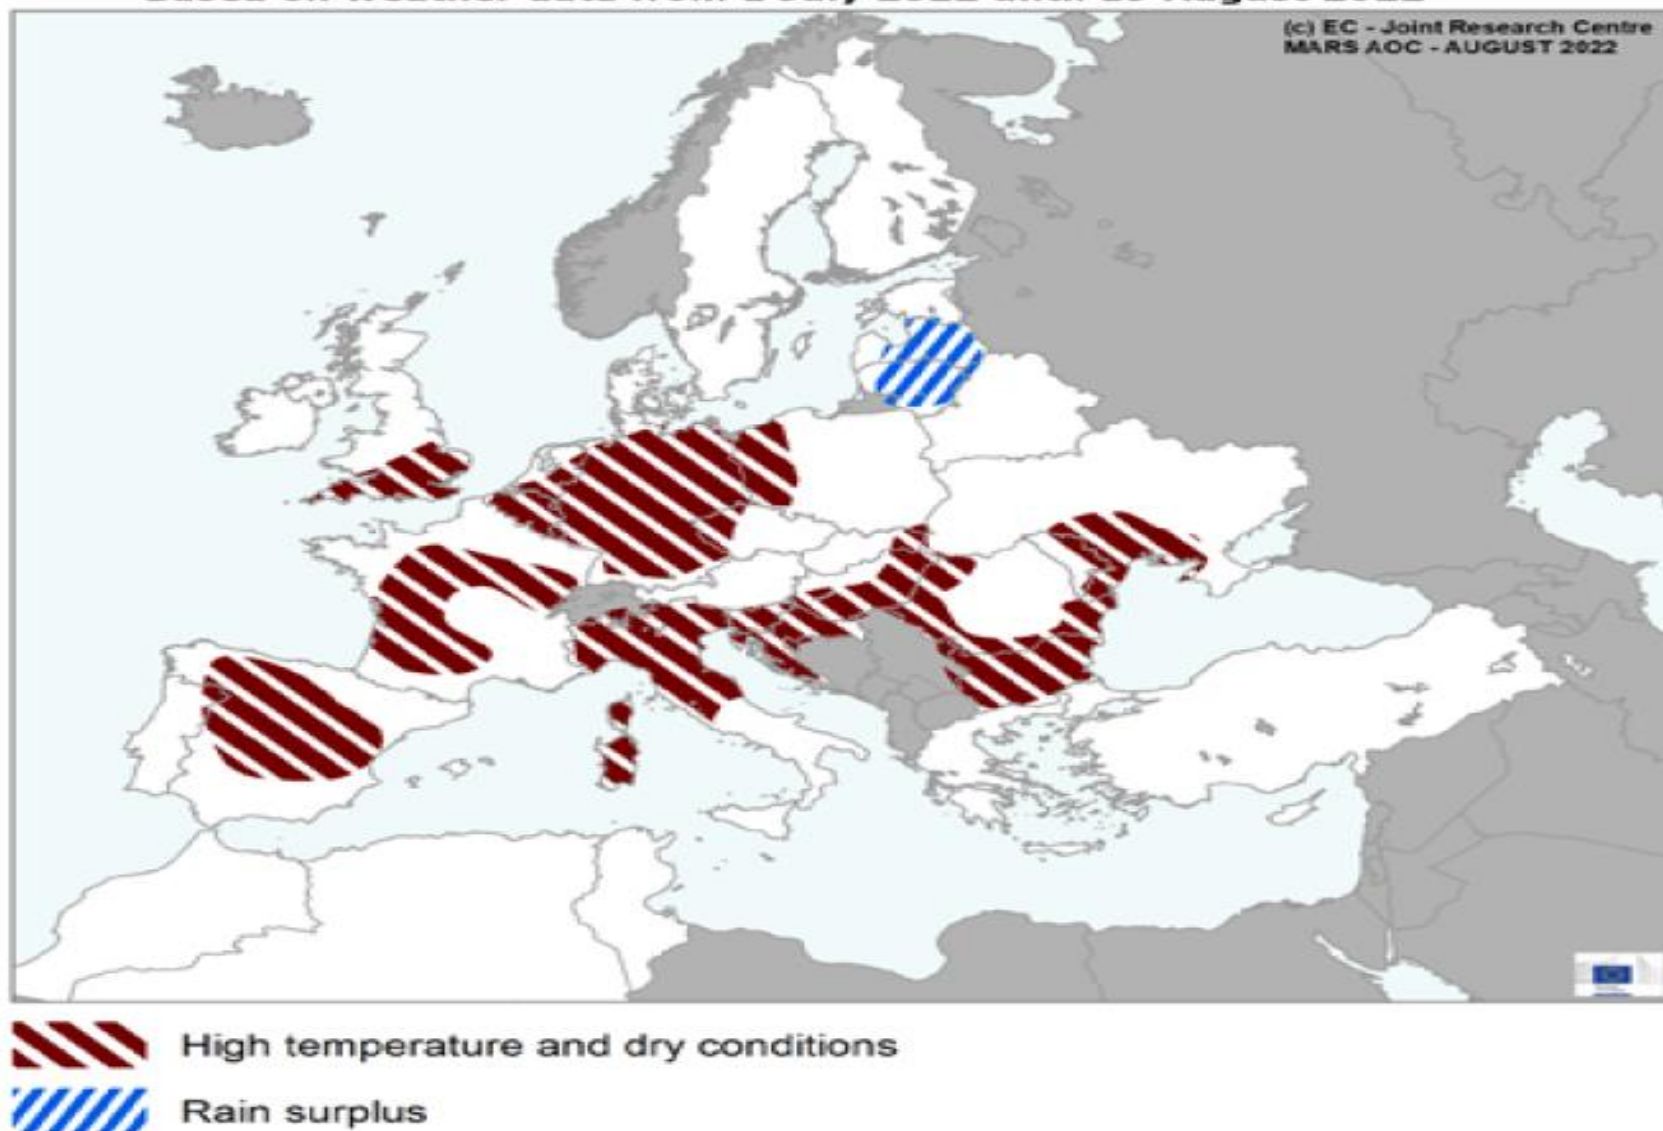 (c) EC - Joint Research Centre
MARS AOC - AUGUST 2022
High temperature and dry conditions
Rain surplus